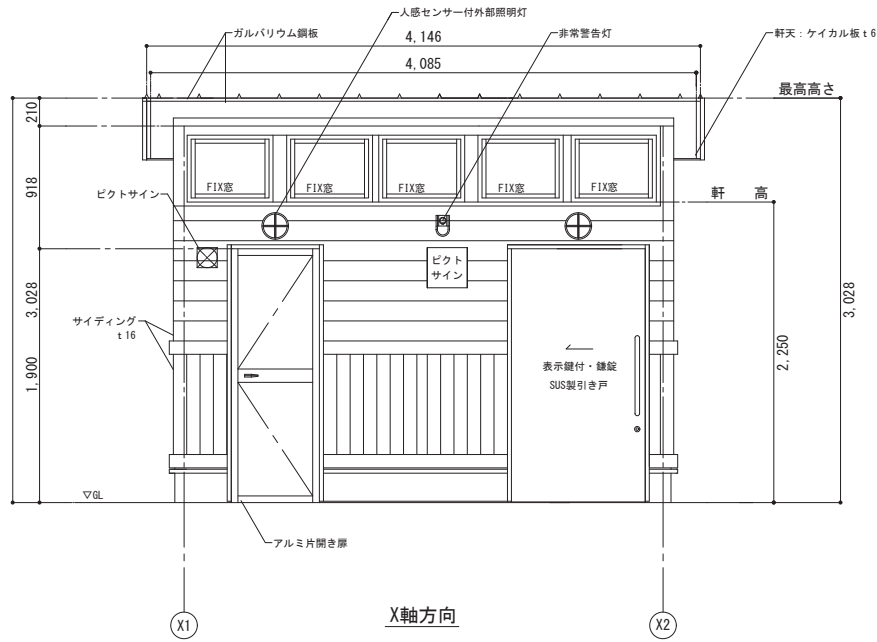 人感センサー付外部照明灯
ガルバリウム鋼板
非常警告灯
軒天：ケイカル板ｔ6
4,146
4,085
最高高さ
210
918
3,028
1,900
FIX窓
FIX窓
FIX窓
FIX窓
FIX窓
ピクトサイン
軒　高
ピクト
サイン
サイディング
ｔ16
表示鍵付・鎌錠
SUS製引き戸
2,250
3,028
▽GL
アルミ片開き扉
X1
X軸方向
X2